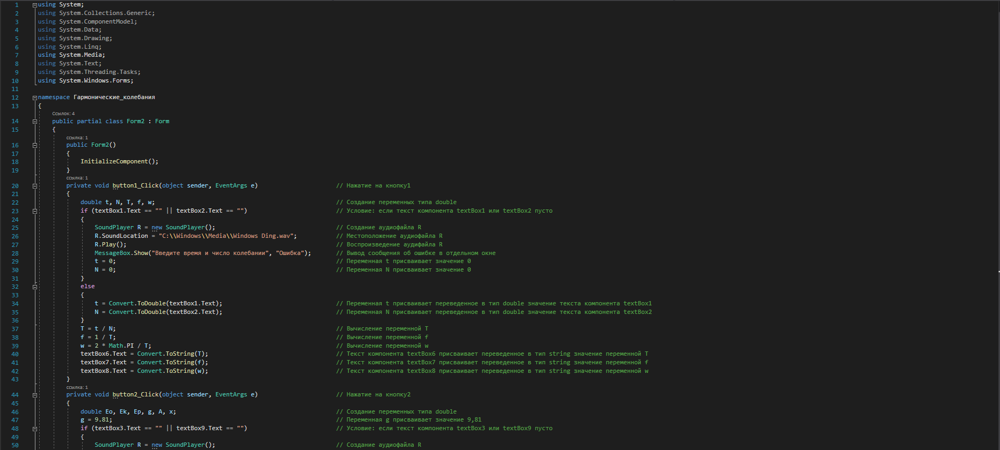 1 using System;
2 using System.Collections.Generic;
3 using System.ComponentModel;
4 using System.Data;
5 using System.Drawing;
6 using System.Linq;
7 using System.Media;
8 using System.Text;
9 using System.Threading.Tasks;
10 using System.Windows.Forms;
11
12 namespace Гармонические_колебания
13 {
Ссылок: 4
14 public partial class Form2 : Form
15 {
ссылка: 1
16 public Form2()
17 {
18 InitializeComponent();
19 }
ссылка: 1
20 private void button1_Click(object sender, EventArgs e) // Нажатие на кнопку1
21 {
22 double t, N, T, f, w; // Создание переменных типа double
23 if (textBox1.Text == "" || textBox2.Text == "") // Условие: если текст компонента textBox1 или textBox2 пусто
24 {
25 SoundPlayer R = new SoundPlayer(); // Создание аудиофайла R
26 R.SoundLocation = "C:\\Windows\\Media\\Windows Ding.wav"; // Местоположение аудиофайла R
27 R.Play(); // Воспроизведение аудифайла R
28 MessageBox.Show("Введите время и число колебании", "Ошибка"); // Вывод сообщения об ошибке в отдельном окне
29 t = 0; // Переменная t присваивает значение 0
30 N = 0; // Переменная N присваивает значение 0
31 }
32 else
33 {
34 t = Convert.ToDouble(textBox1.Text); // Переменная t присваивает переведенное в тип double значение текста компонента textBox1
35 N = Convert.ToDouble(textBox2.Text); // Переменная N присваивает переведенное в тип double значение текста компонента textBox2
36 }
37 T = t / N; // Вычисление переменной T
38 f = 1 / T; // Вычисление переменной f
39 w = 2 * Math.PI / T; // Вычисление переменной w
40 textBox6.Text = Convert.ToString(T); // Текст компонента textBox6 присваивает переведенное в тип string значение переменной T
41 textBox7.Text = Convert.ToString(f); // Текст компонента textBox7 присваивает переведенное в тип string значение переменной f
42 textBox8.Text = Convert.ToString(w); // Текст компонента textBox8 присваивает переведенное в тип string значение переменной w
43 }
ссылка: 1
44 private void button2_Click(object sender, EventArgs e) // Нажатие на кнопку2
45 {
46 double Eo, Ek, Ep, g, A, x; // Создание переменных типа double
47 g = 9.81; // Переменная g присваивает значение 9,81
48 if (textBox3.Text == "" || textBox9.Text == "") // Условие: если текст компонента textBox3 или textBox9 пусто
49 {
50 SoundPlayer R = new SoundPlayer(); // Создание аудиофайла R